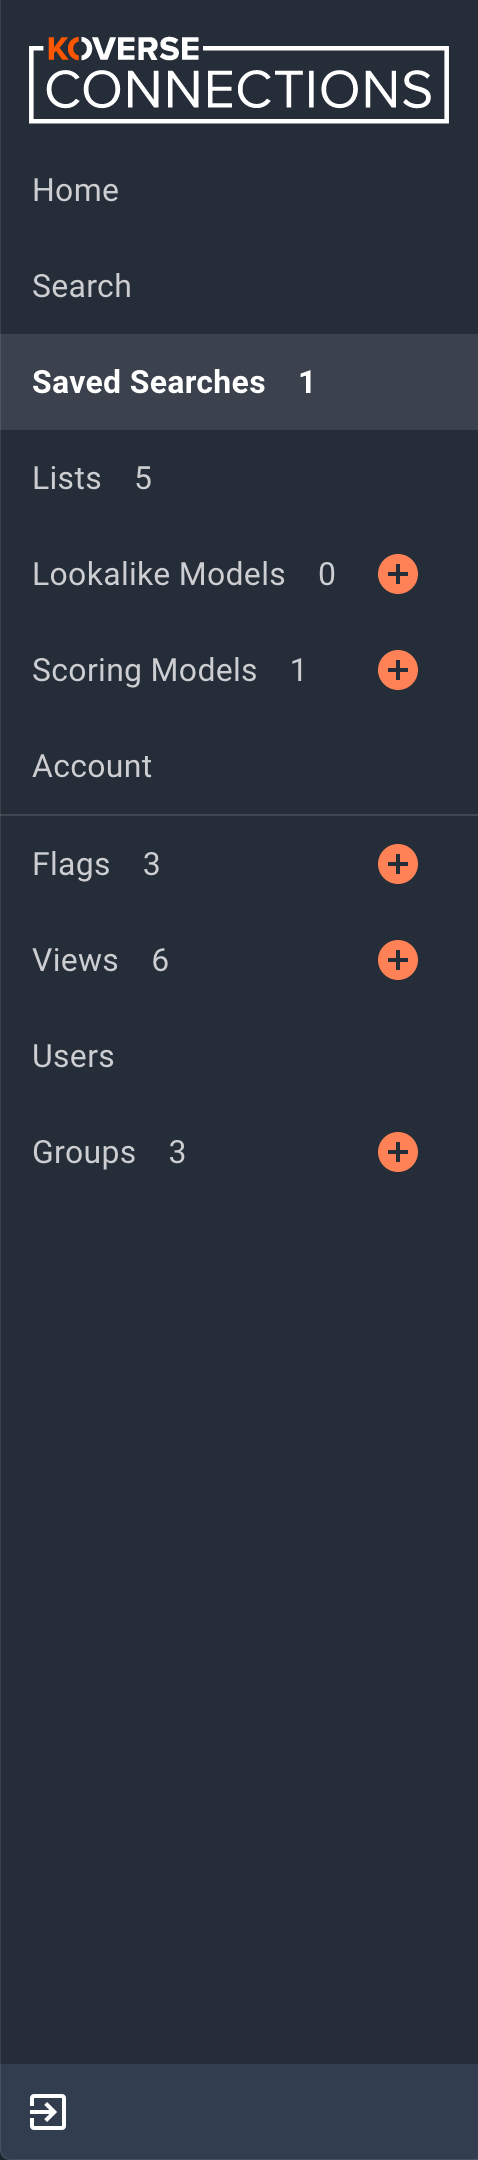 KOVERSE
CONNECTIONS
Home
Search
Saved Searches 1
Lists 5
Lookalike Models 0
Scoring Models 1
Account
Flags 3
Views 6
Users
Groups 3